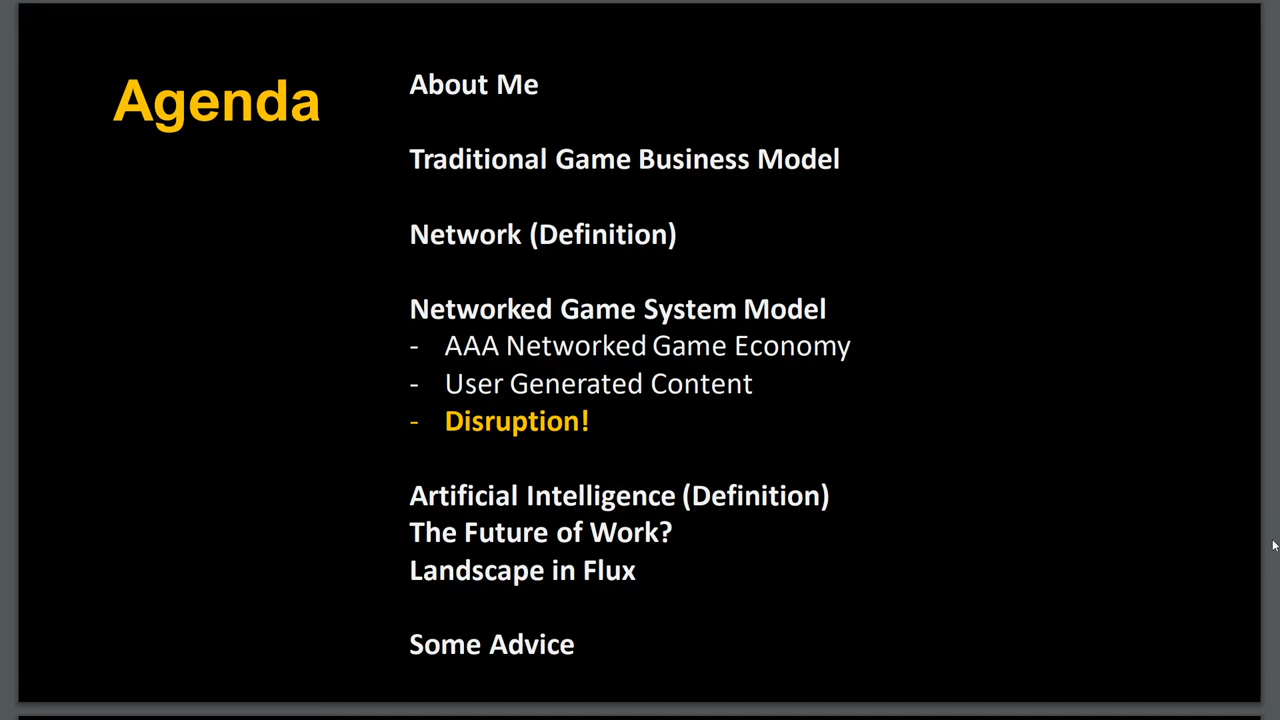 Agenda
About Me
Traditional Game Business Model
Network (Definition)
Networked Game System Model
- AAA Networked Game Economy
- User Generated Content
- Disruption!
Artificial Intelligence (Definition)
The Future of Work?
Landscape in Flux
Some Advice